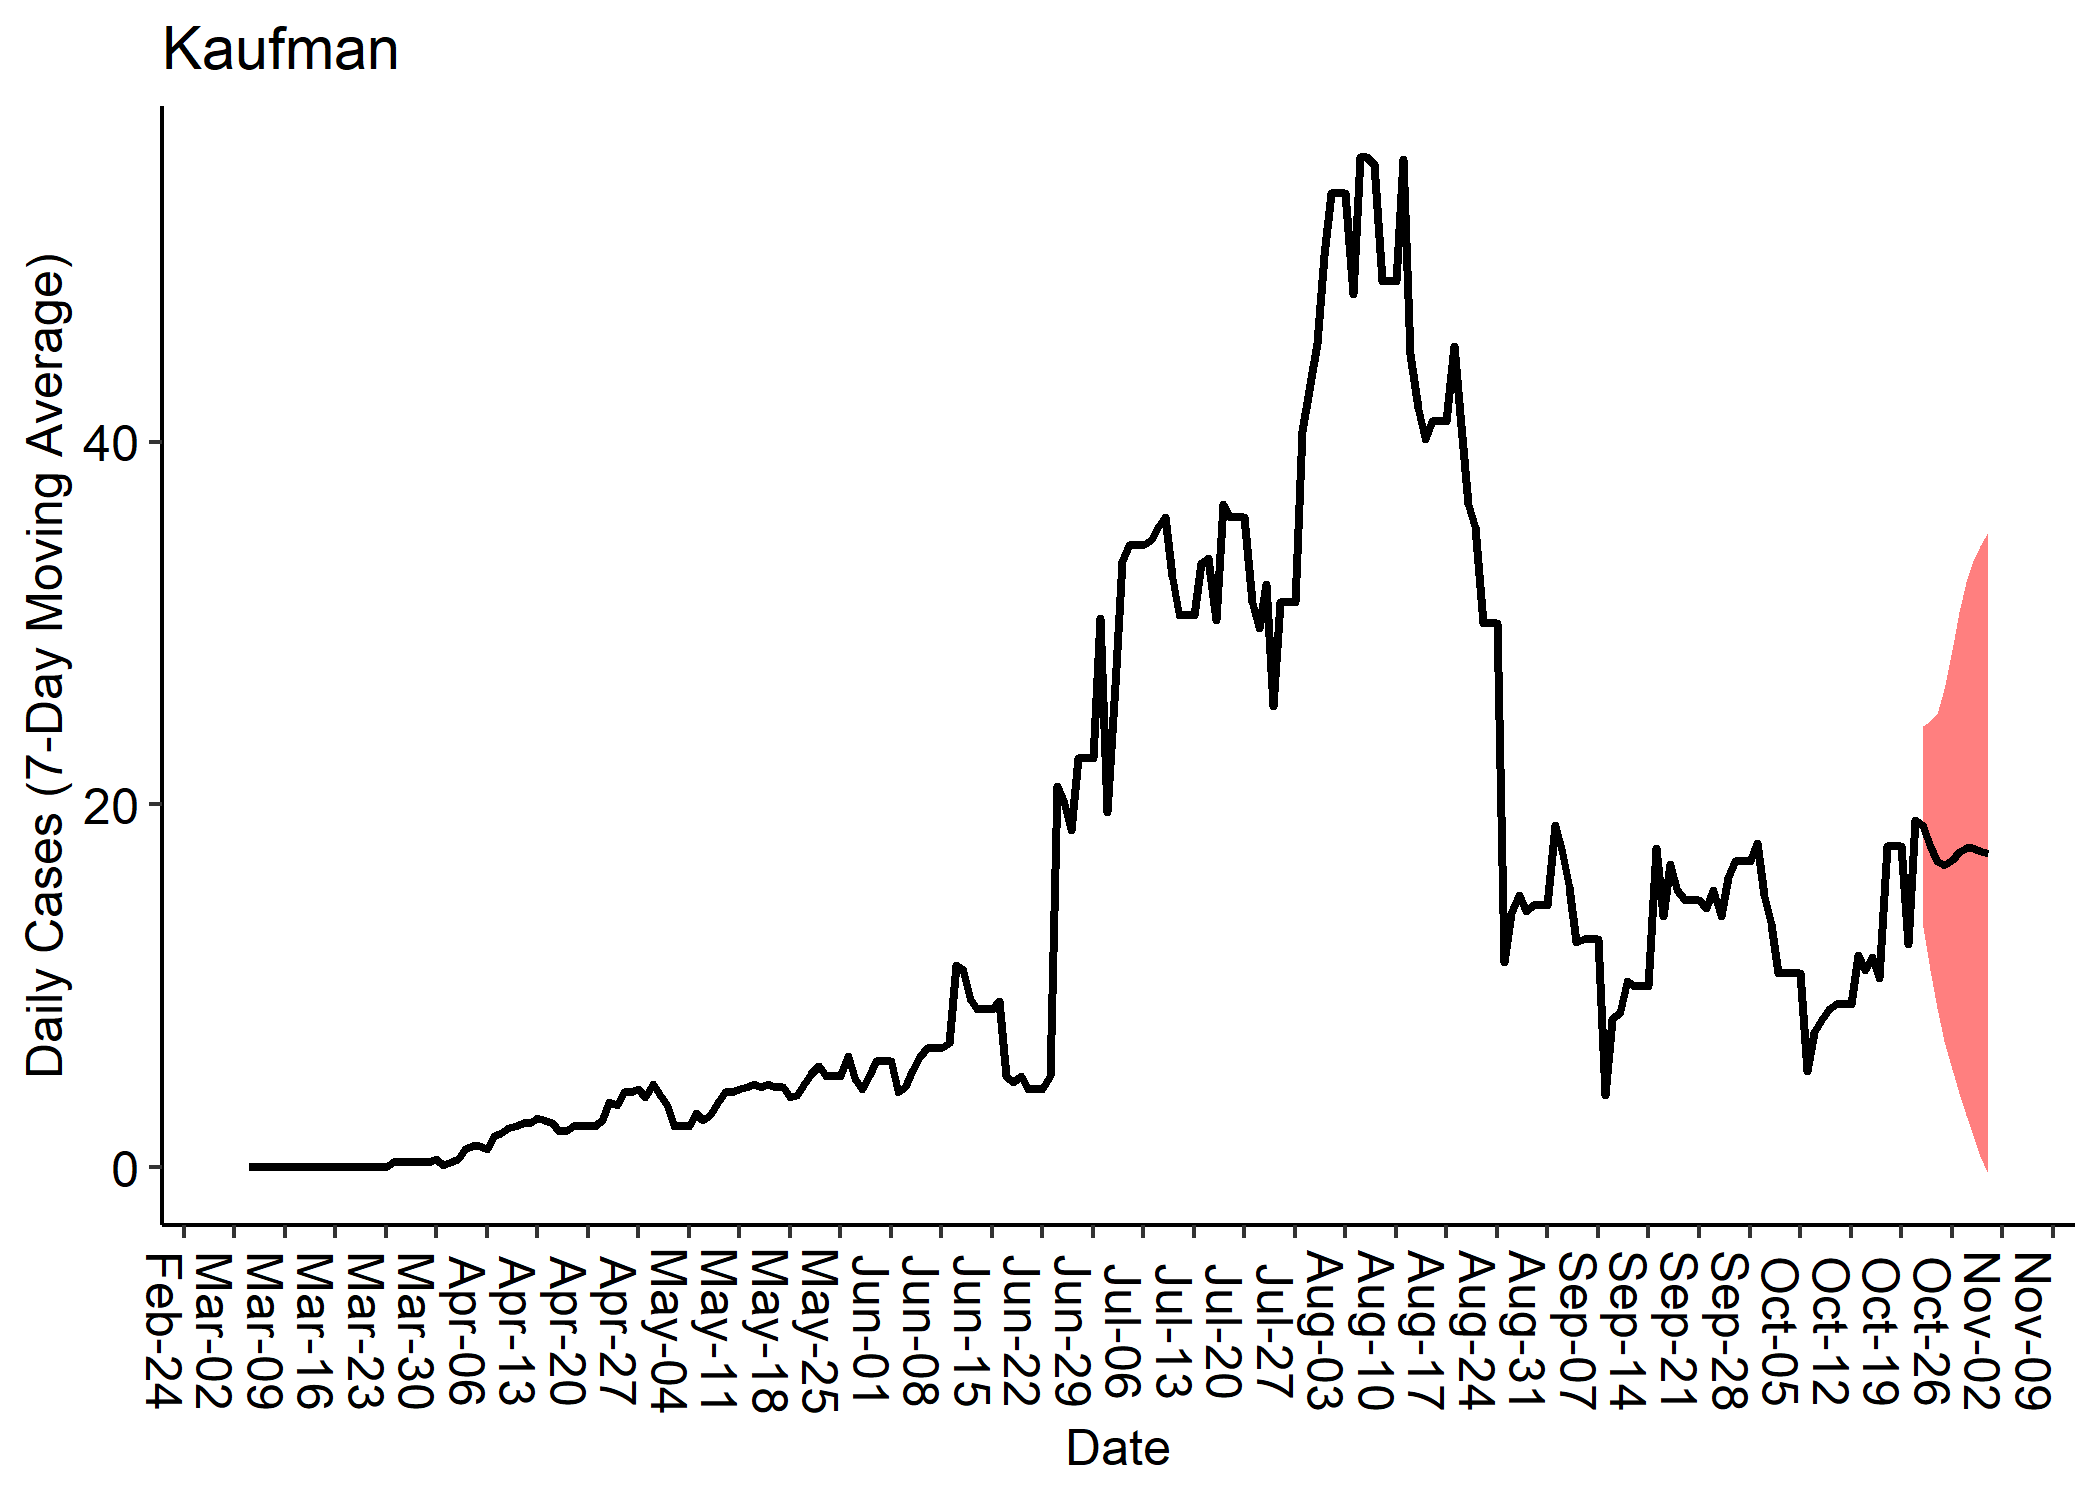 Kaufman
Daily Cases (7-Day Moving Average)
40
20
0
Feb-24
Mar-02
Mar-09
Mar-16
Mar-23
Mar-30
Apr-06
Apr-13
Apr-20
Apr-27
May-04
May-11
May-18
May-25
Jun-01
Jun-08
Jun-15
Jun-22
Jun-29
Jul-06
Jul-13
Jul-20
Jul-27
Aug-03
Aug-10
Aug-17
Aug-24
Aug-31
Sep-07
Sep-14
Sep-21
Sep-28
Oct-05
Oct-12
Oct-19
Oct-26
Nov-02
Nov-09
Date